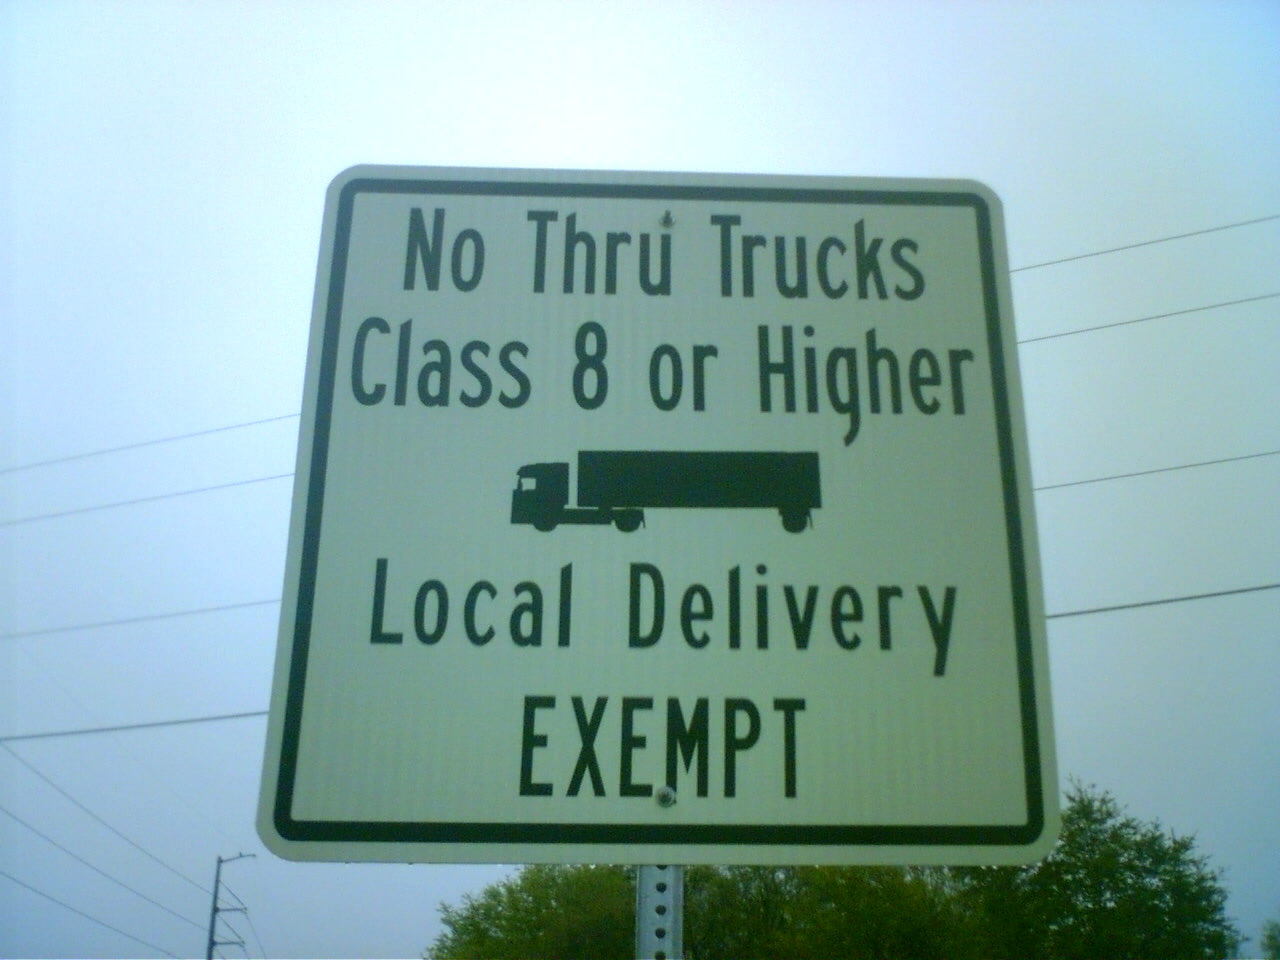 No Thru Trucks
Class 8 or Higher
Local Delivery
EXEMPT